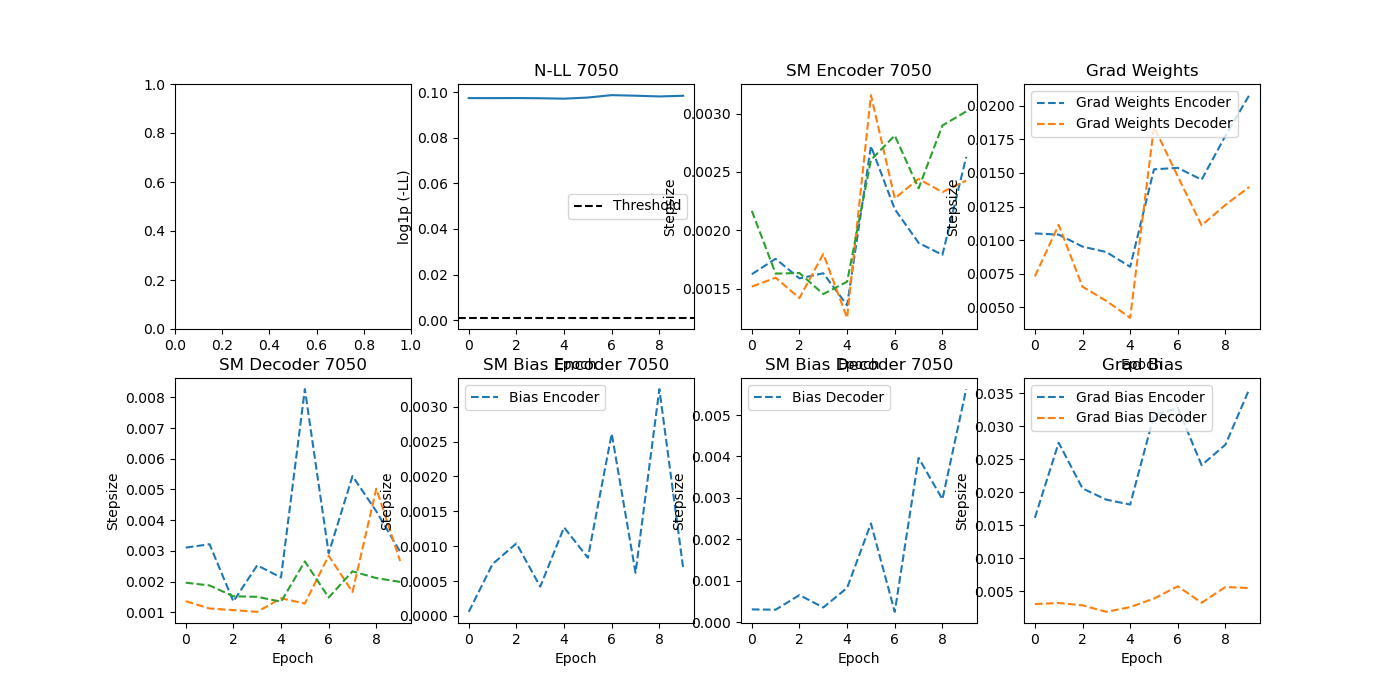 N-LL 7050
SM Encoder 7050
Grad Weights
1.0
0.8
0.6
0.4
0.2
0.0
0.0 0.2 0.4 0.6 0.8 1.0
log1p (-LL)
0.10
0.08
0.06
0.04
0.02
0.00
Threshold
0 2 4 6 8
Epoch
Stepsize
0.0030
0.0025
0.0020
0.0015
0 2 4 6 8
Epoch
Stepsize
0.0200
0.0175
0.0150
0.0125
0.0100
0.0075
0.0050
Grad Weights Encoder
Grad Weights Decoder
0 2 4 6 8
Epoch
SM Decoder 7050
SM Bias Encoder 7050
SM Bias Decoder 7050
Grad Bias
Stepsize
0.008
0.007
0.006
0.005
0.004
0.003
0.002
0.001
0 2 4 6 8
Epoch
Stepsize
0.0030
0.0025
0.0020
0.0015
0.0010
0.0005
0.0000
Bias Encoder
0 2 4 6 8
Epoch
Stepsize
0.005
0.004
0.003
0.002
0.001
0.000
Bias Decoder
0 2 4 6 8
Epoch
Stepsize
0.035
0.030
0.025
0.020
0.015
0.010
0.005
Grad Bias Encoder
Grad Bias Decoder
0 2 4 6 8
Epoch